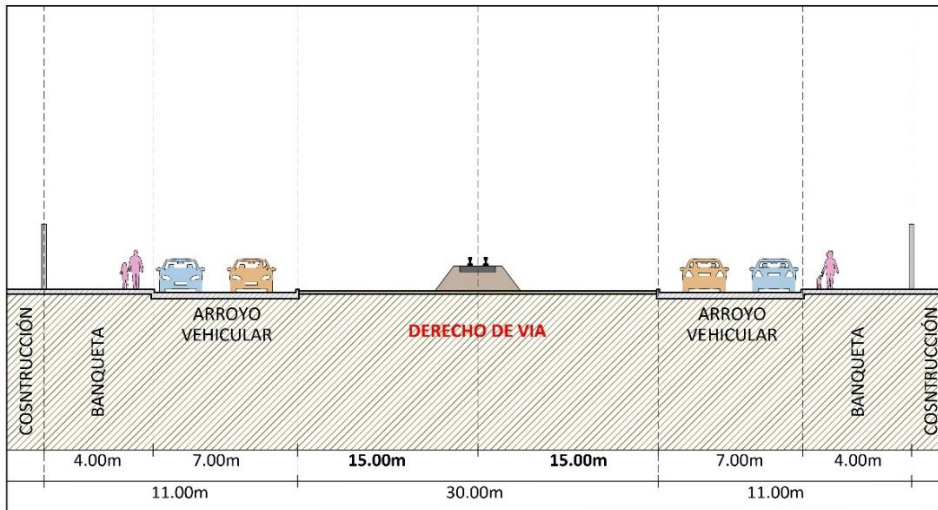 COSNTRUCCIÓN
BANQUETA
ARROYO
VEHICULAR
DERECHO DE VIA
ARROYO
VEHICULAR
BANQUETA
COSNTRUCCIÓN
4.00m 7.00m 15.00m 15.00m 7.00m 4.00m
11.00m 30.00m 11.00m